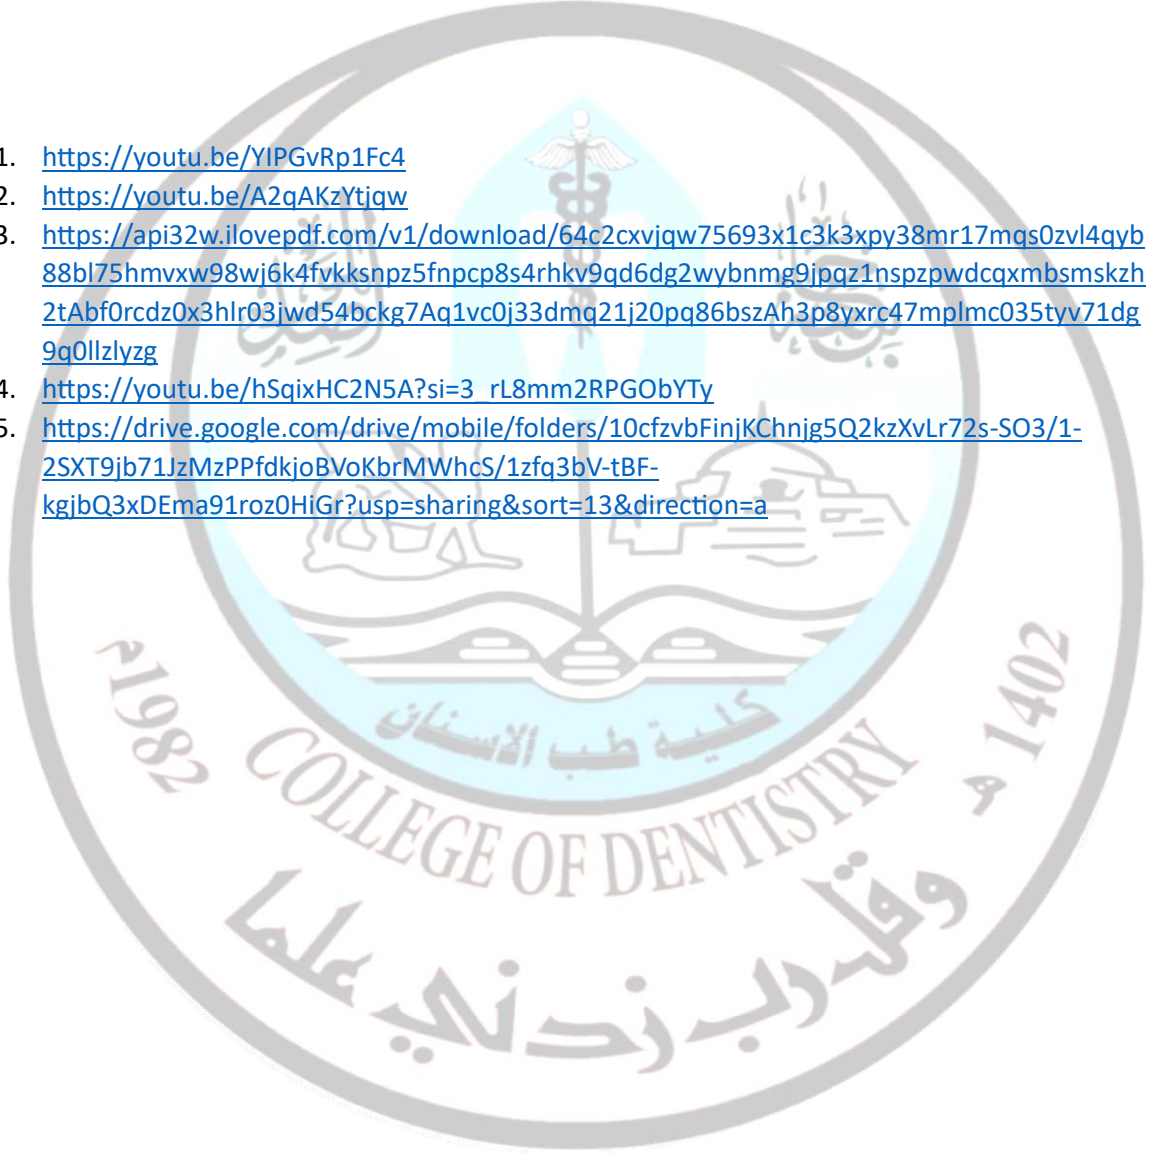 1. https://youtu.be/YIPGvRp1Fc4
2. https://youtu.be/A2qAKzYtjqw
3. https://api32w.ilovepdf.com/v1/download/64c2cxvjqw75693x1c3k3xpy38mr17mqs0zvl4qyb
88bl75hmvxw98wj6k4fvkksnpz5fnpcp8s4rhkv9qd6dg2wybnmg9jpqz1nspzpwdcqxmbsmskzh
2tAbf0rcdz0x3hlr03jwd54bckg7Aq1vc0j33dmq21j20pq86bszAh3p8yxrc47mplmc035tyv71dg
9q0llzlyzg
4. https://youtu.be/hSqixHC2N5A?si=3_rL8mm2RPGObYTy
5. https://drive.google.com/drive/mobile/folders/10cfzvbFinjKChnjg5Q2kzXvLr72s-SO3/1-
2SXT9jb71JzMzPPfdkjoBVoKbrMWhcS/1zfq3bV-tBF-
kgjbQ3xDEma91roz0HiGr?usp=sharing&sort=13&direction=a
كلية طب الاسنان
1982م
COLLEGE OF DENTISTRY
1402 هـ
وقل رب زدني علما